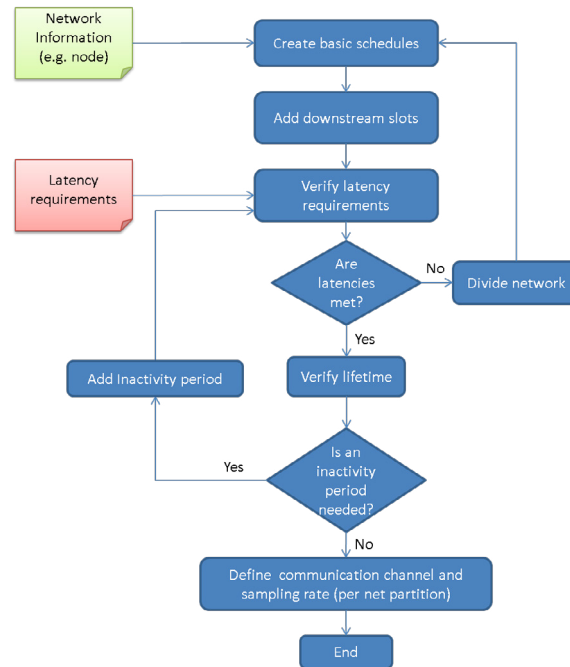 Network
Information
(e.g. node)
Create basic schedules
Add downstream slots
Latency
requirements
Verify latency
requirements
Are
latencies
met?
No
Divide network
Yes
Add Inactivity period
Verify lifetime
Is an
inactivity
period
needed?
Yes
No
Define communication channel and
sampling rate (per net partition)
End